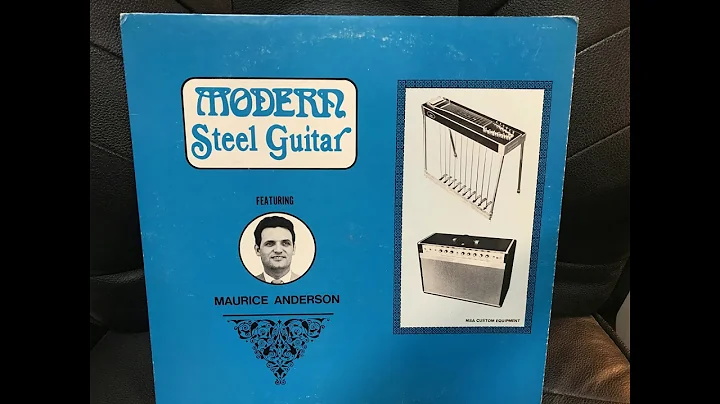 MODERN
Steel Guitar
FEATURING
MAURICE ANDERSON
MSA CUSTOM EQUIPMENT